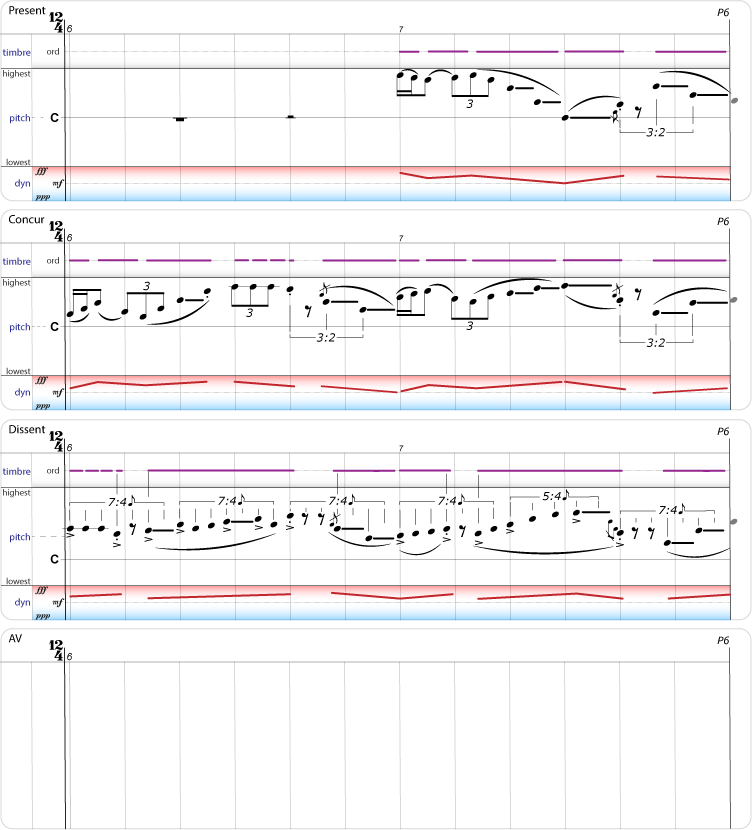 Present 12 P6
4 6 7
timbre ord
highest
3
pitch C
3:2
lowest
fff
dyn mf
ppp
Concur 12 P6
4 6 7
timbre ord
highest
3
3 3
pitch C
3:2 3:2
lowest
fff
dyn mf
ppp
Dissent 12 P6
4 6 7
timbre ord
highest
7:4♪ 7:4♪ 7:4♪ 7:4♪ 5:4♪ 7:4♪
pitch
C
lowest
fff
dyn mf
ppp
AV 12 P6
4 6